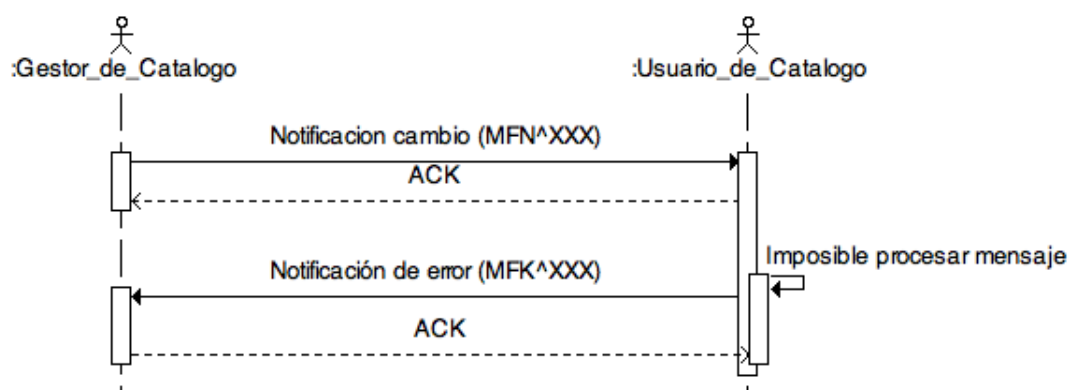 :Gestor_de_Catalogo
:Usuario_de_Catalogo
Notificacion cambio (MFN^XXX)
ACK
Imposible procesar mensaje
Notificación de error (MFK^XXX)
ACK